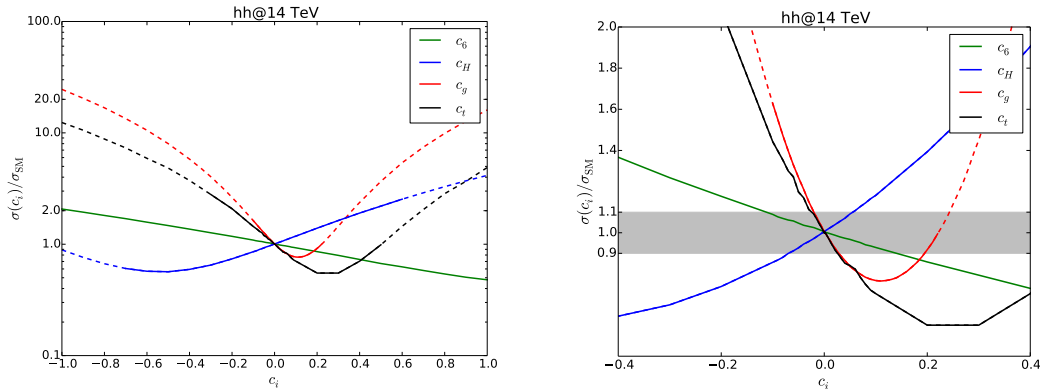 hh@14 TeV
100.0
20.0
10.0
2.0
1.0
0.1
σ(c_i)/σ_SM
−1.0 −0.8 −0.6 −0.4 −0.2 0.0 0.2 0.4 0.6 0.8 1.0
c_i
c_6
c_H
c_g
c_t
hh@14 TeV
2.0
1.8
1.6
1.4
1.1
1.0
0.9
σ(c_i)/σ_SM
−0.4 −0.2 0.0 0.2 0.4
c_i
c_6
c_H
c_g
c_t